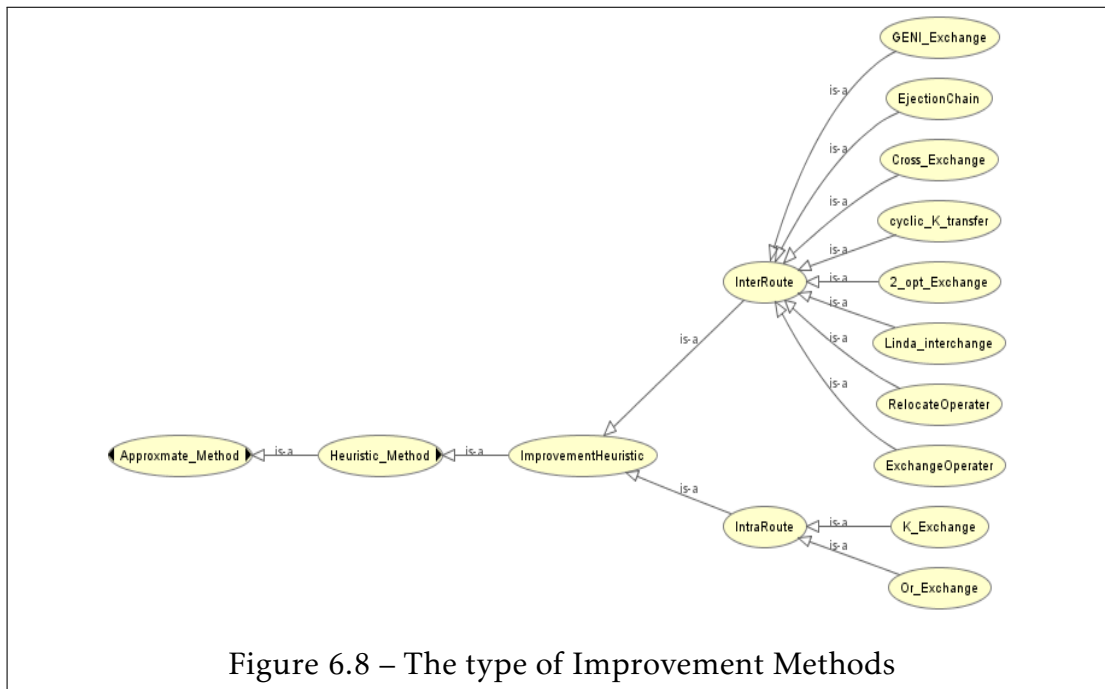 GENI_Exchange
is-a
EjectionChain
is-a
Cross_Exchange
is-a
cyclic_K_transfer
is-a
InterRoute
is-a
2_opt_Exchange
is-a
Linda_interchange
is-a
is-a
RelocateOperater
is-a
ExchangeOperater
Approxmate_Method
is-a
Heuristic_Method
is-a
ImprovementHeuristic
is-a
IntraRoute
is-a
K_Exchange
is-a
Or_Exchange
Figure 6.8 – The type of Improvement Methods